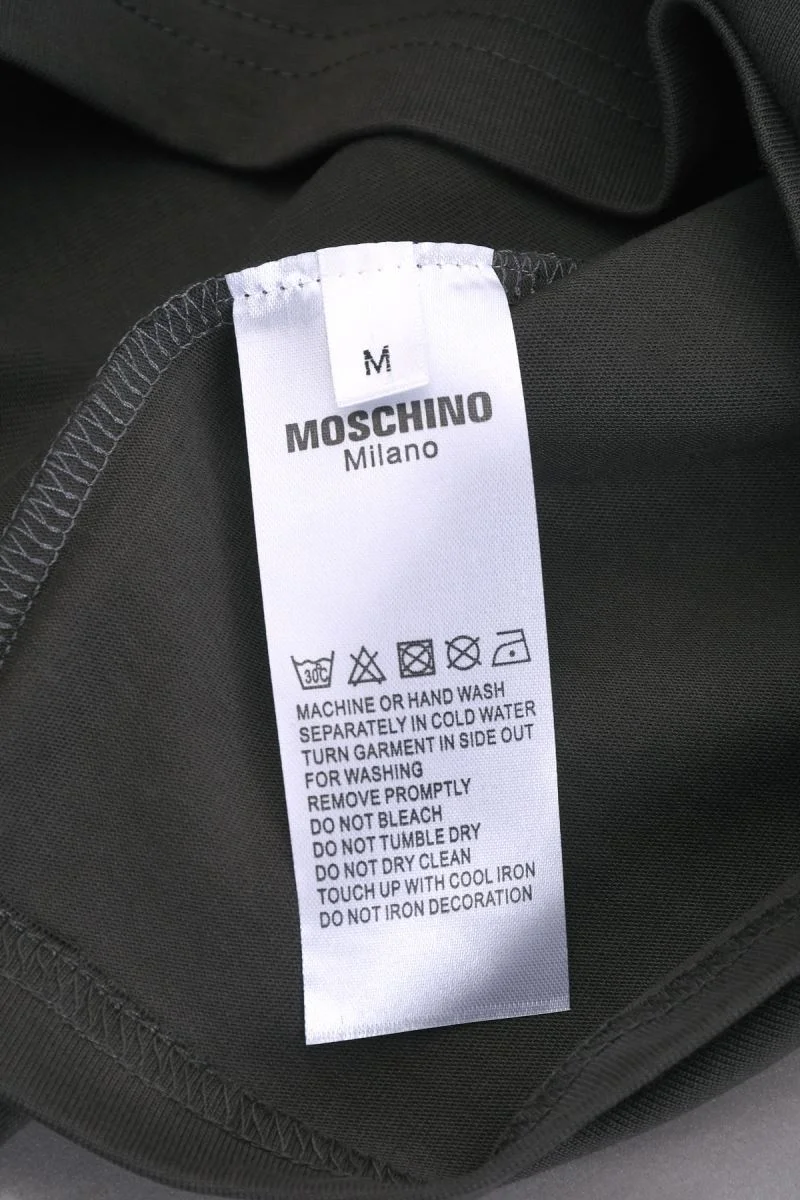 M
MOSCHINO
Milano
30C
MACHINE OR HAND WASH
SEPARATELY IN COLD WATER
TURN GARMENT IN SIDE OUT
FOR WASHING
REMOVE PROMPTLY
DO NOT BLEACH
DO NOT TUMBLE DRY
DO NOT DRY CLEAN
TOUCH UP WITH COOL IRON
DO NOT IRON DECORATION